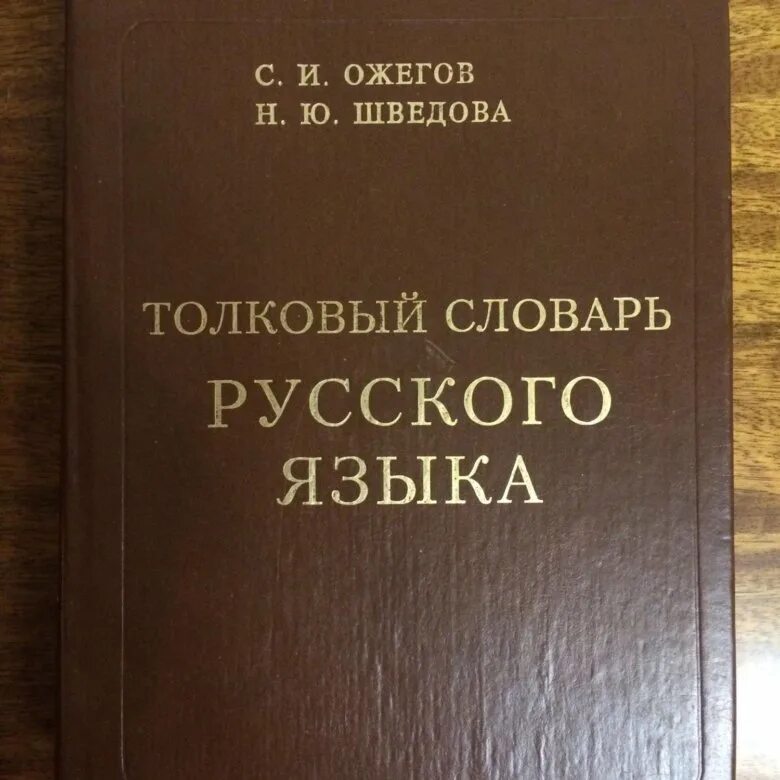 С. И. ОЖЕГОВ
Н. Ю. ШВЕДОВА
ТОЛКОВЫЙ СЛОВАРЬ
РУССКОГО
ЯЗЫКА